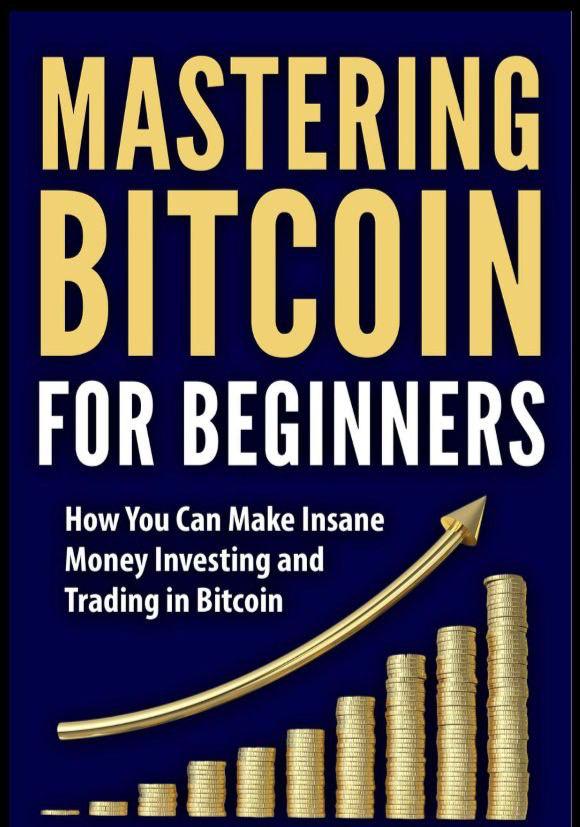 MASTERING
BITCOIN
FOR BEGINNERS
How You Can Make Insane
Money Investing and
Trading in Bitcoin